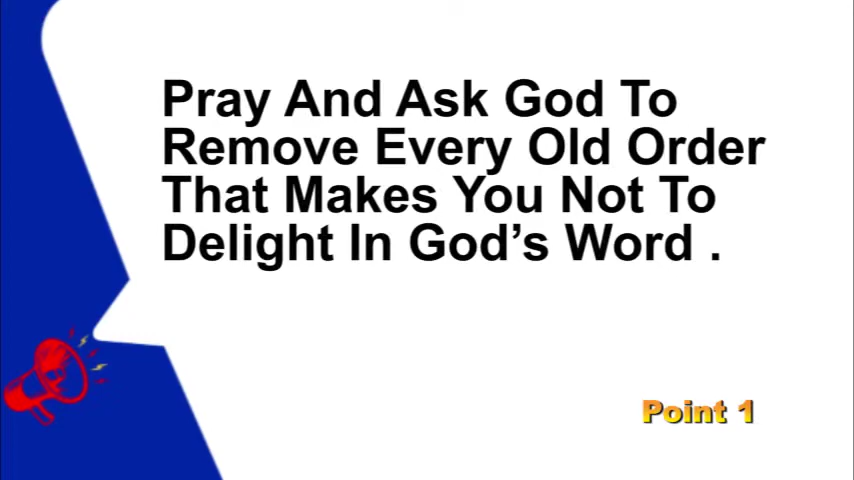 Pray And Ask God To
Remove Every Old Order
That Makes You Not To
Delight In God’s Word .
Point 1